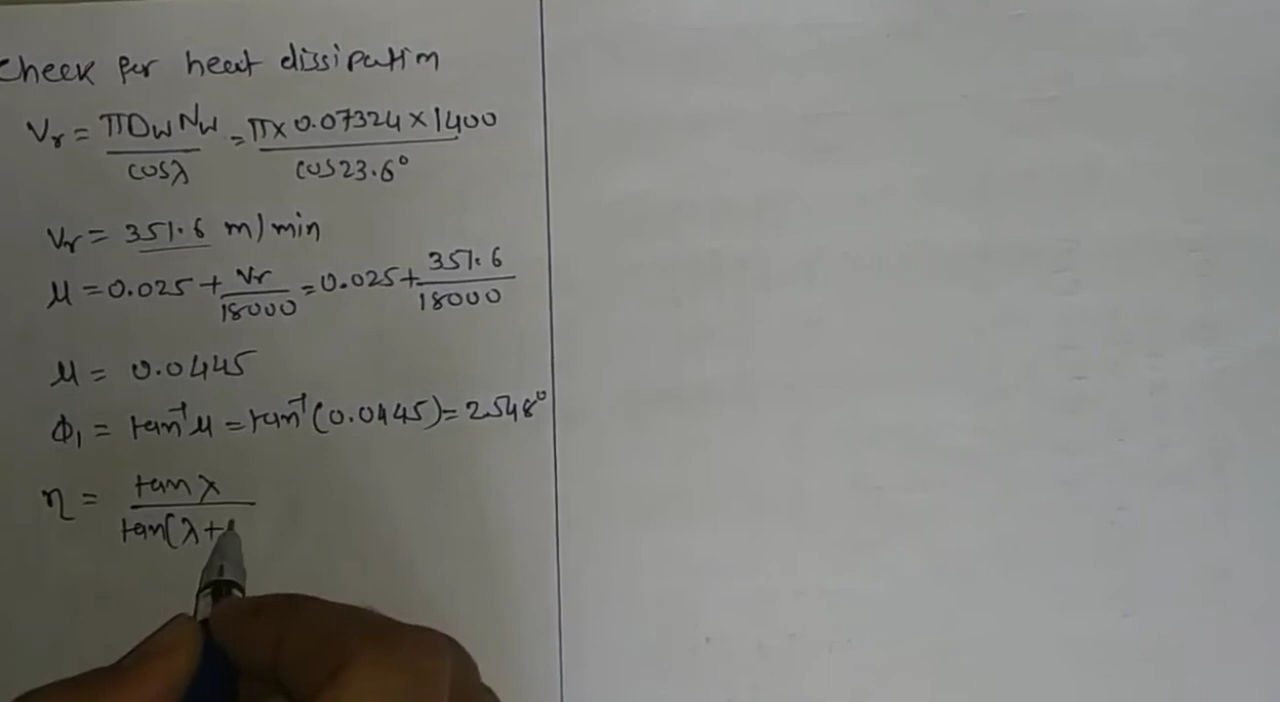 Check for heat dissipation
Vr = πDwNw / cosλ = π × 0.07324 × 1400 / cos23.6°
Vr = 351.6 m/min
μ = 0.025 + Vr / 18000 = 0.025 + 351.6 / 18000
μ = 0.0445
Φ₁ = tan⁻¹μ = tan⁻¹(0.0445) = 2.548°
η = tanλ / tan(λ+